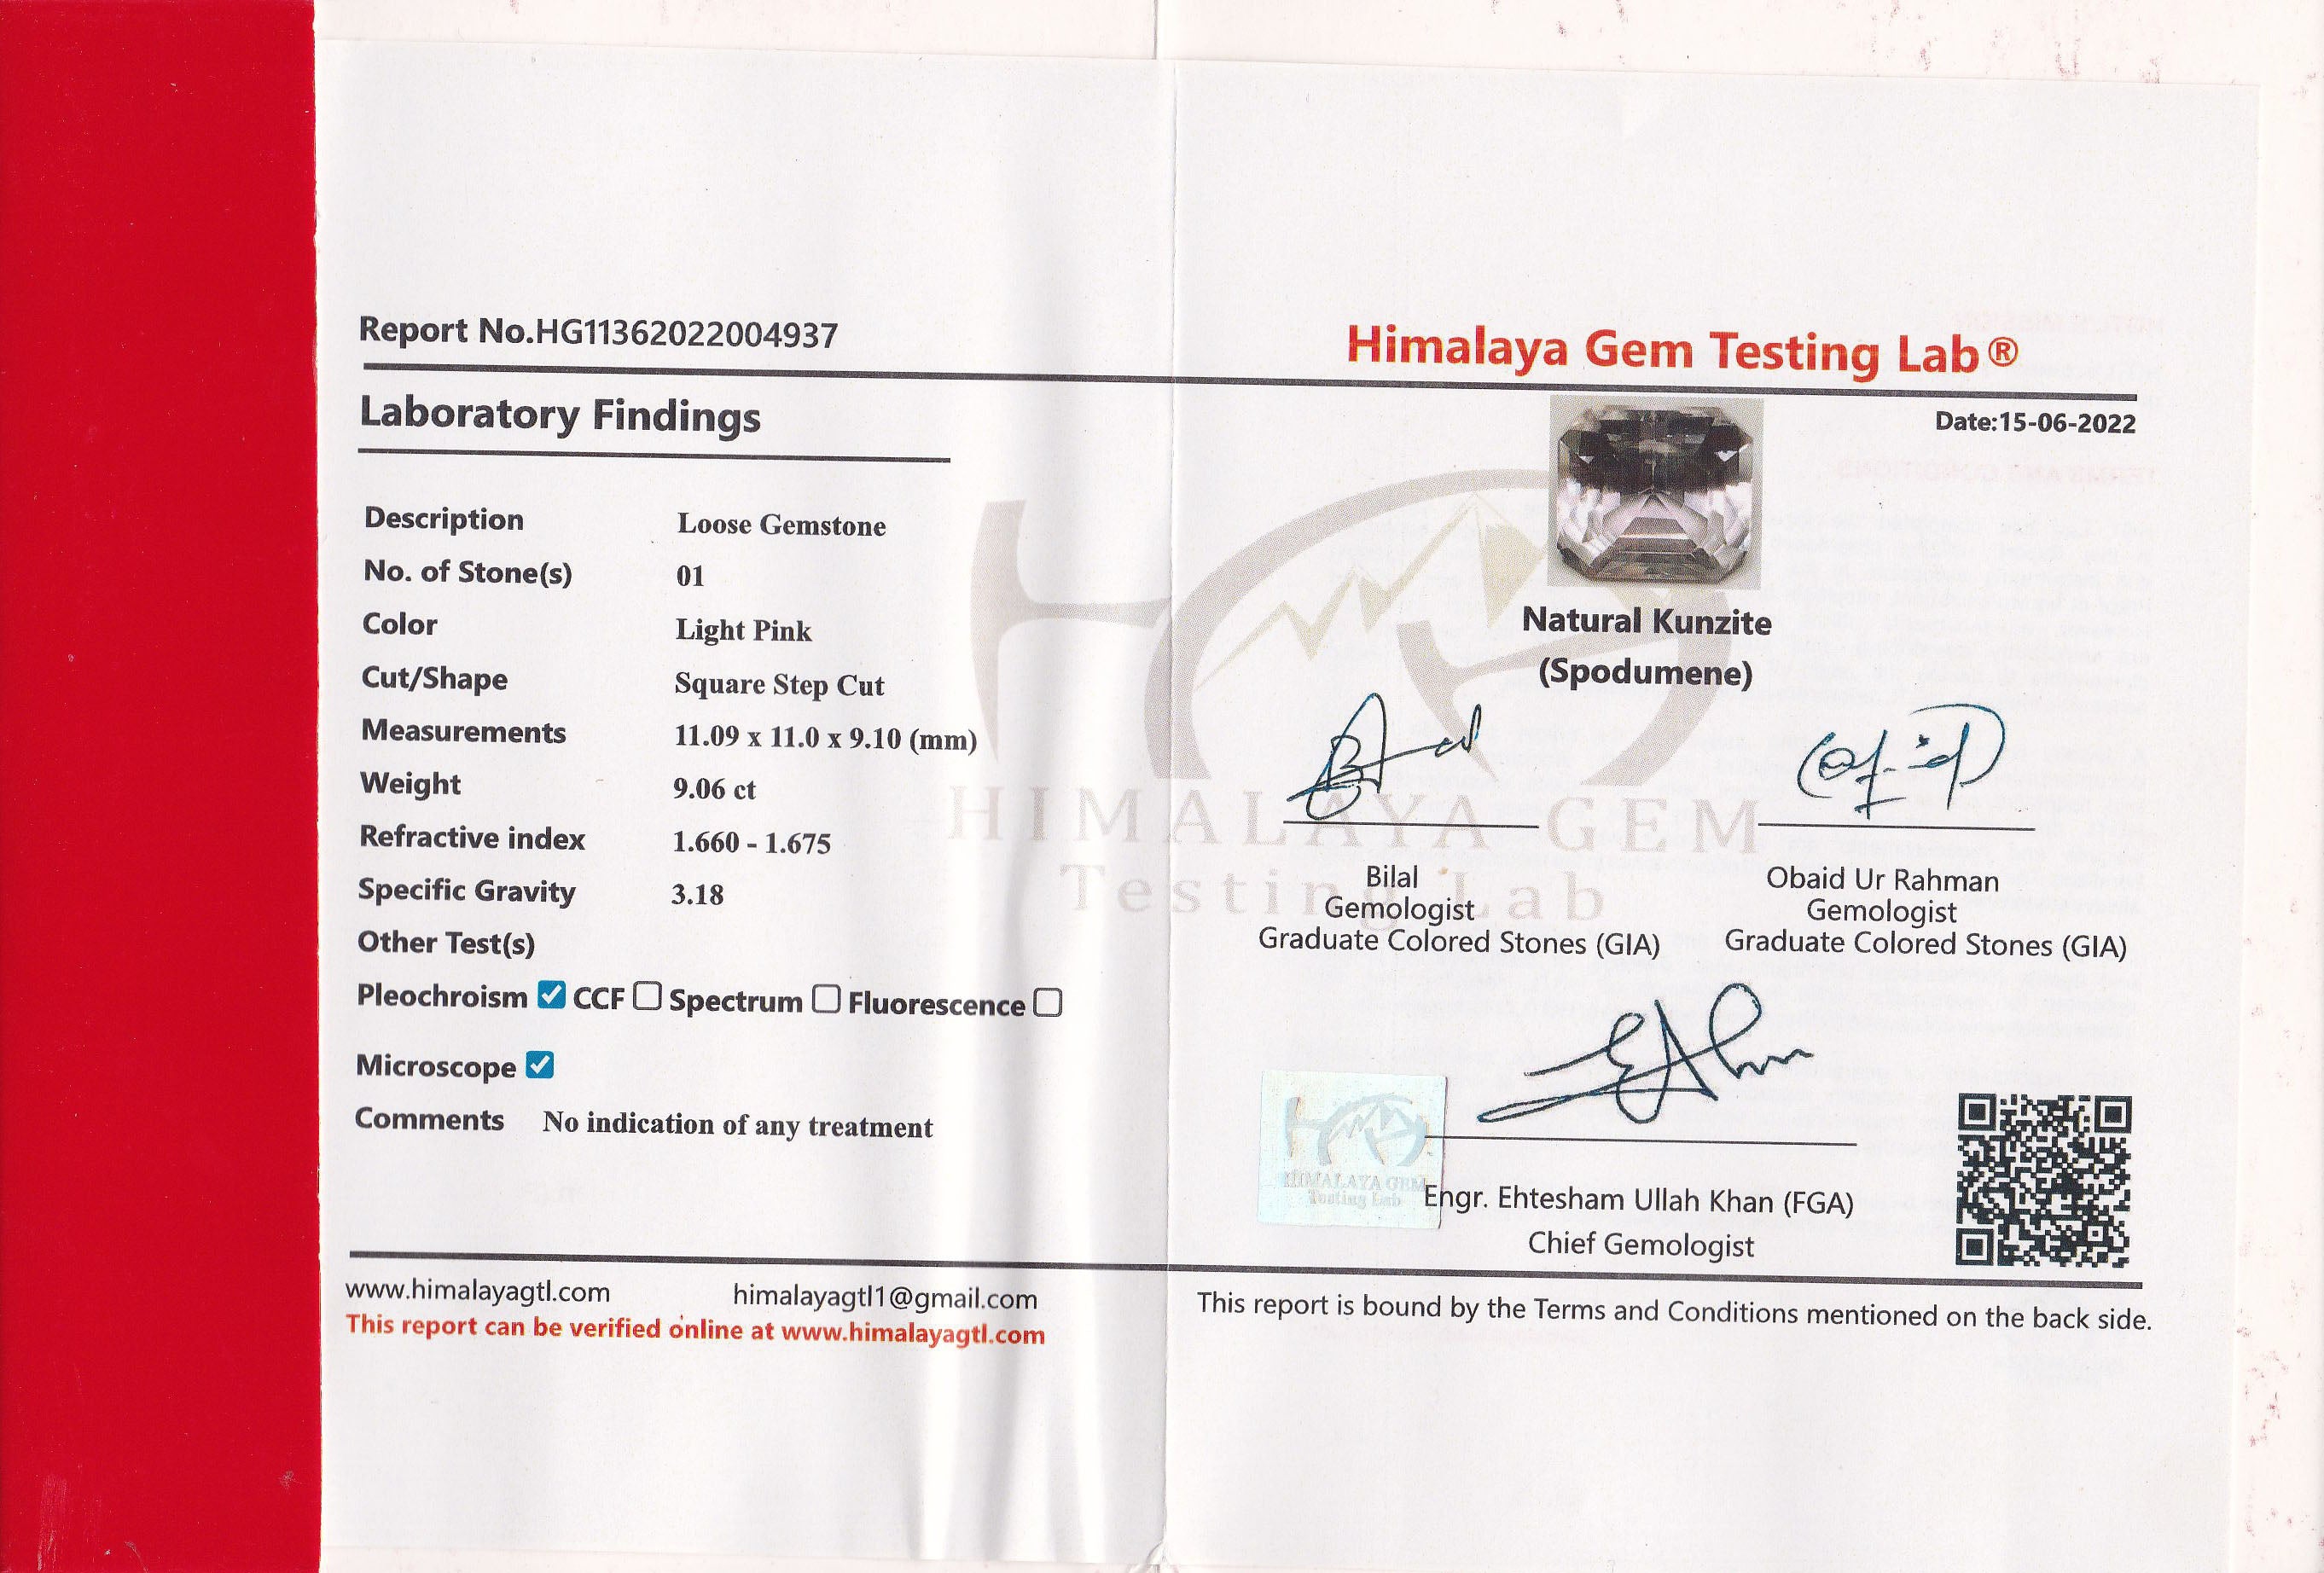 Report No.HG11362022004937
Laboratory Findings
Description Loose Gemstone
No. of Stone(s) 01
Color Light Pink
Cut/Shape Square Step Cut
Measurements 11.09 x 11.0 x 9.10 (mm)
Weight 9.06 ct
Refractive index 1.660 - 1.675
Specific Gravity 3.18
Other Test(s)
Pleochroism CCF Spectrum Fluorescence
Microscope
Comments No indication of any treatment
www.himalayagtl.com himalayagtl1@gmail.com
This report can be verified online at www.himalayagtl.com
Himalaya Gem Testing Lab®
Date:15-06-2022
Natural Kunzite
(Spodumene)
HIMALAYA GEM
Testing Lab
Bilal
Gemologist
Graduate Colored Stones (GIA)
Obaid Ur Rahman
Gemologist
Graduate Colored Stones (GIA)
HIMALAYA GEM
Testing Lab
Engr. Ehtesham Ullah Khan (FGA)
Chief Gemologist
This report is bound by the Terms and Conditions mentioned on the back side.